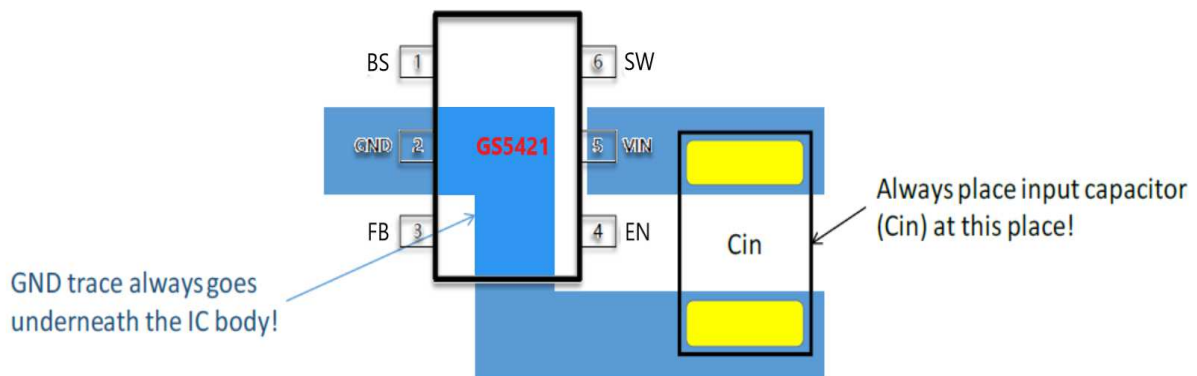 BS 1 6 SW
GND 2 GS5421 5 VIN
FB 3 4 EN
Always place input capacitor
(Cin) at this place!
Cin
GND trace always goes
underneath the IC body!